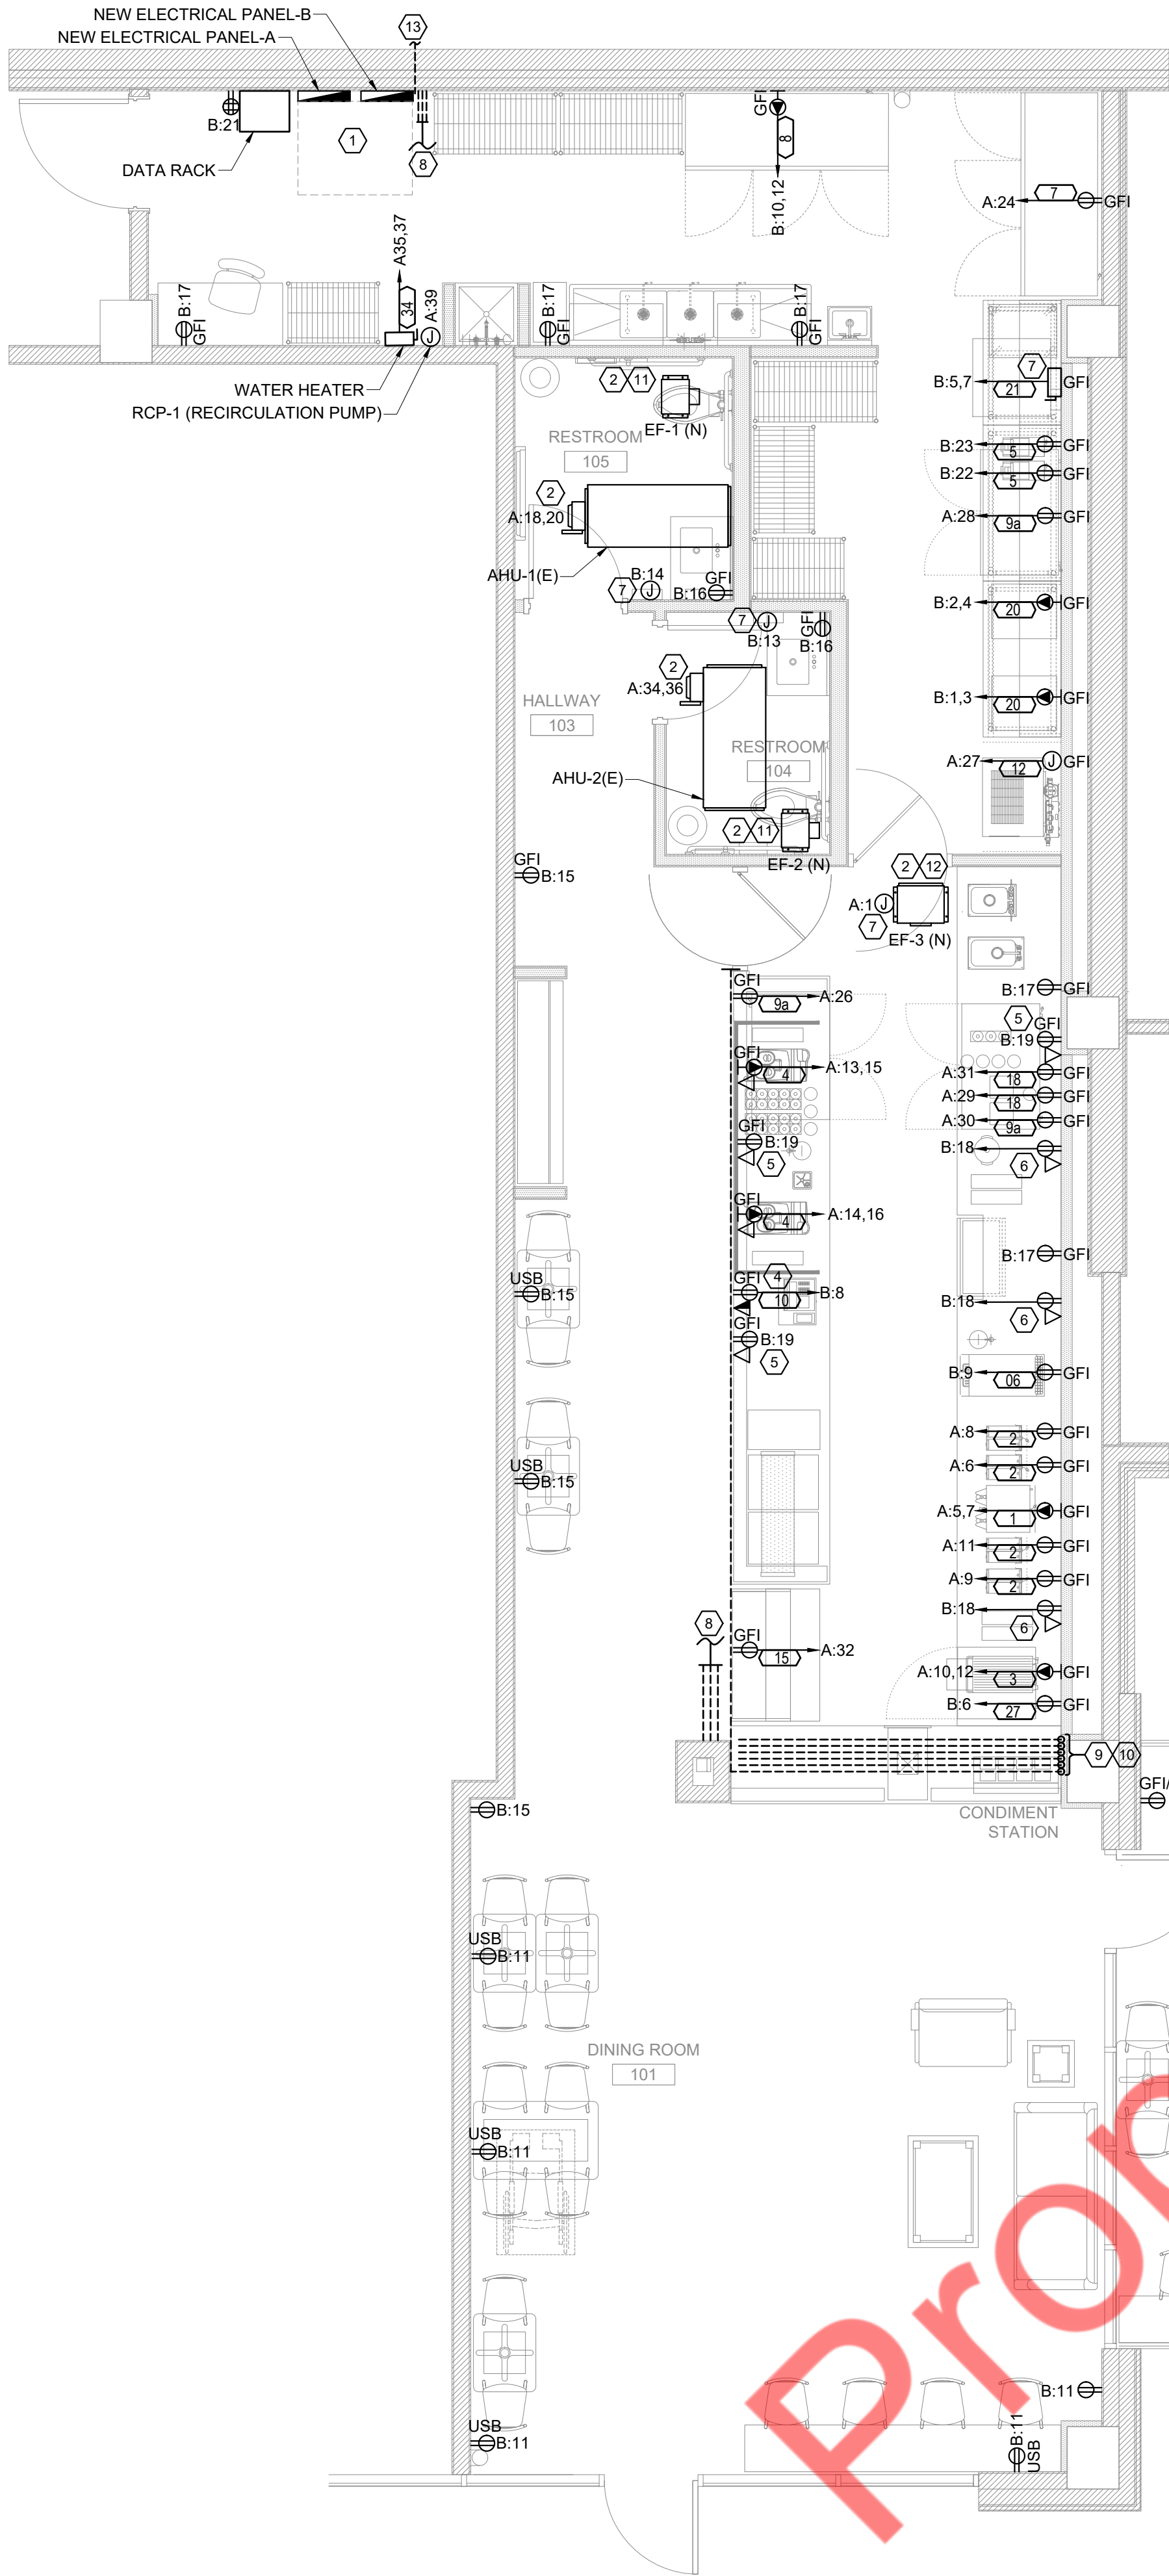 NEW ELECTRICAL PANEL-B
NEW ELECTRICAL PANEL-A
13
B:21
DATA RACK
1
8
GFI
8
B:10,12
A:24
7
GFI
B:17
GFI
A35,37
34
A:39
J
B:17
GFI
B:17
GFI
WATER HEATER
RCP-1 (RECIRCULATION PUMP)
2
11
EF-1 (N)
RESTROOM
105
7
B:5,7
21
GFI
B:23
5
GFI
B:22
5
GFI
A:28
9a
GFI
2
A:18,20
AHU-1(E)
7
B:14
J
GFI
B:16
B:2,4
20
GFI
7
J
B:13
GFI
B:16
2
A:34,36
HALLWAY
103
B:1,3
20
GFI
RESTROOM
104
A:27
12
J
GFI
AHU-2(E)
2
11
EF-2 (N)
GFI
B:15
2
12
A:1
J
7
EF-3 (N)
GFI
9a
A:26
B:17
GFI
5
GFI
B:19
GFI
4
A:13,15
A:31
18
GFI
A:29
18
GFI
A:30
9a
GFI
GFI
B:19
5
B:18
6
GFI
4
A:14,16
B:17
GFI
USB
B:15
GFI
4
10
B:8
B:18
6
GFI
B:19
5
B:9
06
GFI
A:8
2
GFI
A:6
2
GFI
USB
B:15
A:5,7
1
GFI
A:11
2
GFI
A:9
2
GFI
B:18
6
8
GFI
15
A:32
A:10,12
3
GFI
B:6
27
GFI
9
10
GFI/
B:15
CONDIMENT
STATION
USB
B:11
DINING ROOM
101
USB
B:11
B:11
USB
B:11
B:11
USB
Pror